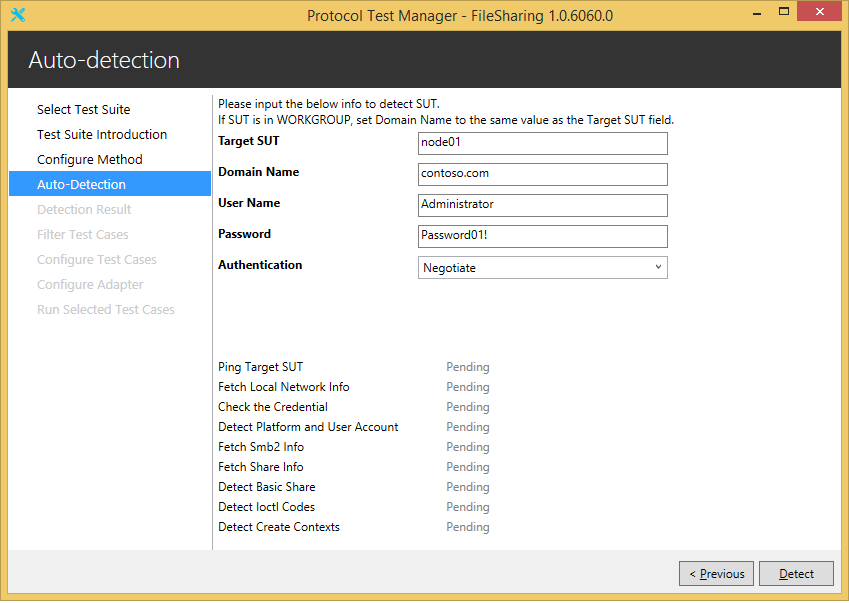 Protocol Test Manager - FileSharing 1.0.6060.0
Auto-detection
Select Test Suite
Test Suite Introduction
Configure Method
Auto-Detection
Detection Result
Filter Test Cases
Configure Test Cases
Configure Adapter
Run Selected Test Cases
Please input the below info to detect SUT.
If SUT is in WORKGROUP, set Domain Name to the same value as the Target SUT field.
Target SUT node01
Domain Name contoso.com
User Name Administrator
Password Password01!
Authentication Negotiate
Ping Target SUT Pending
Fetch Local Network Info Pending
Check the Credential Pending
Detect Platform and User Account Pending
Fetch Smb2 Info Pending
Fetch Share Info Pending
Detect Basic Share Pending
Detect Ioctl Codes Pending
Detect Create Contexts Pending
< Previous Detect